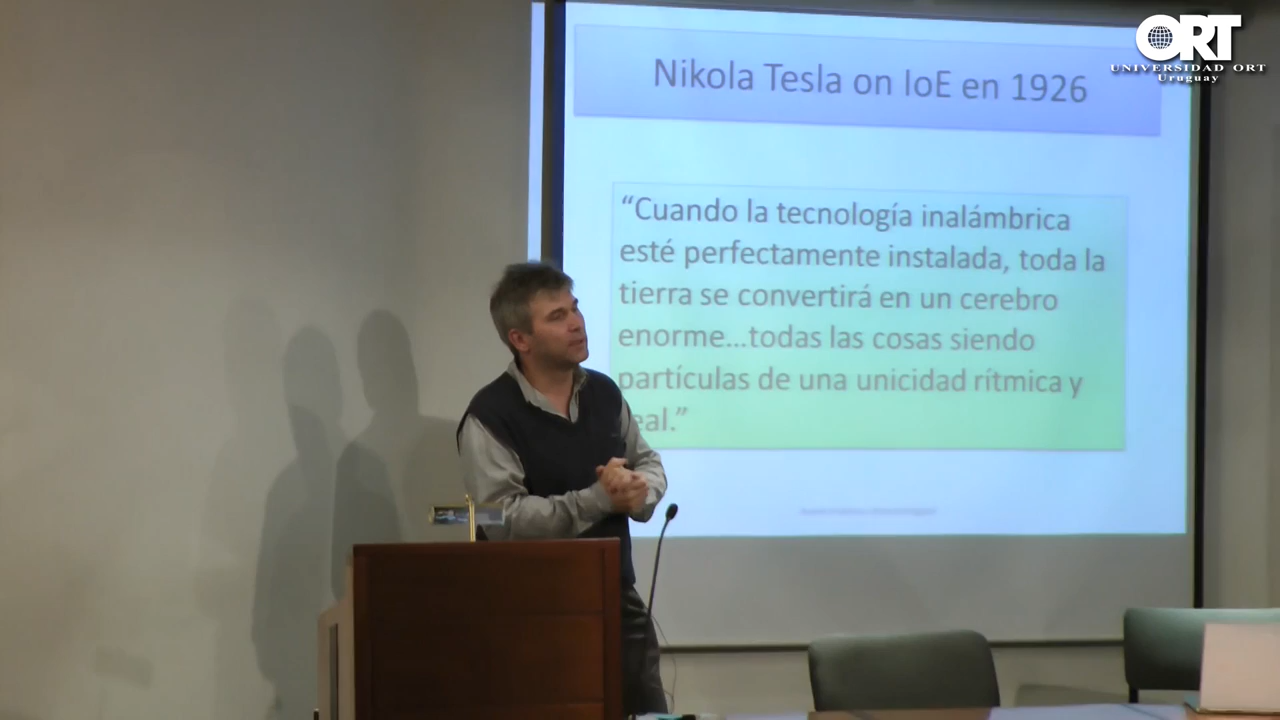 ORT
UNIVERSIDAD ORT
Uruguay
Nikola Tesla on IoE en 1926
“Cuando la tecnología inalámbrica
esté perfectamente instalada, toda la
tierra se convertirá en un cerebro
enorme...todas las cosas siendo
partículas de una unicidad rítmica y
eal.”